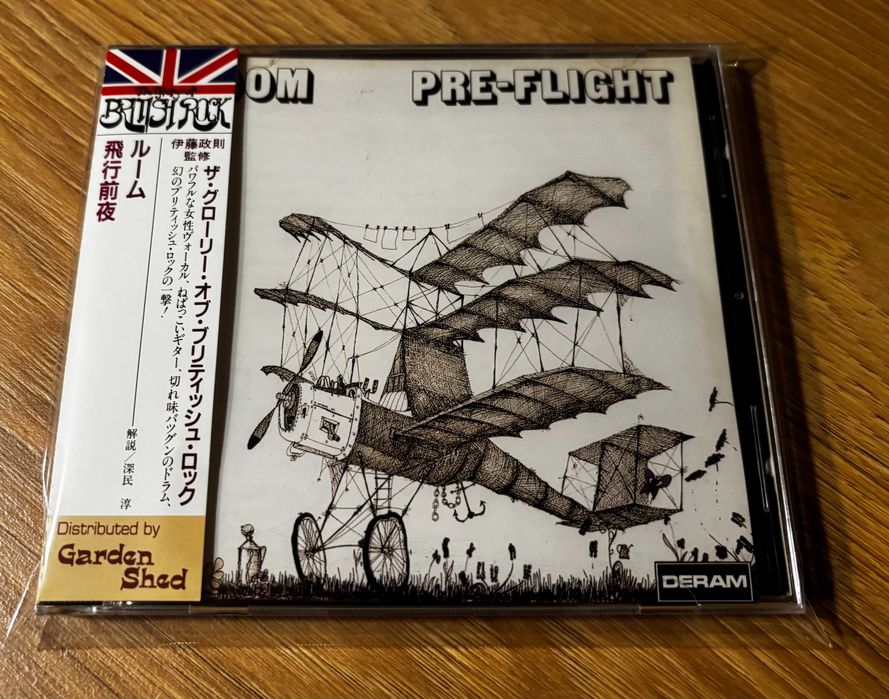 The Glory of
BRITISH ROCK
伊藤政則
監修
ザ・グローリー・オブ・ブリティッシュ・ロック
パワフルな女性ヴォーカル、ねばっこいギター、切れ味バツグンのドラム、
幻のブリティッシュ・ロックの一撃!
ルーム
飛行前夜
解説/深民 淳
Distributed by
Garden
Shed
OOM PRE-FLIGHT
DERAM